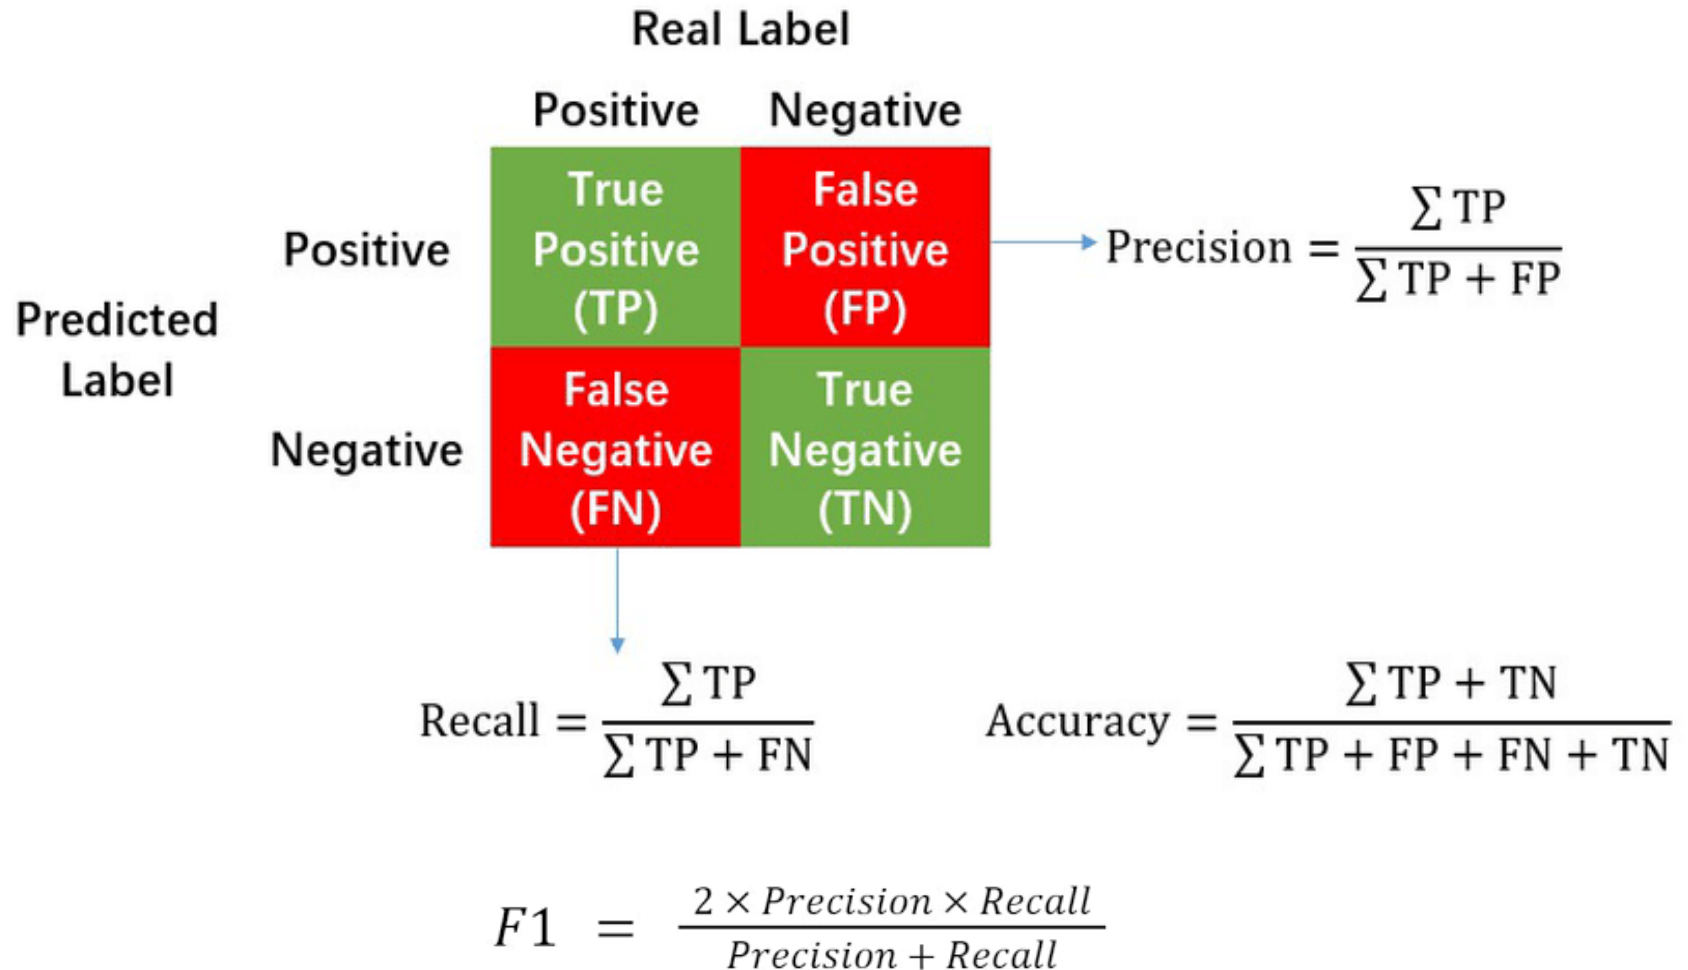 Real Label
Positive Negative
True
Positive
(TP)
False
Positive
(FP)
Positive
Precision = ∑ TP / ∑ TP + FP
Predicted
Label
False
Negative
(FN)
True
Negative
(TN)
Negative
Recall = ∑ TP / ∑ TP + FN
Accuracy = ∑ TP + TN / ∑ TP + FP + FN + TN
F1 = 2 × Precision × Recall / Precision + Recall